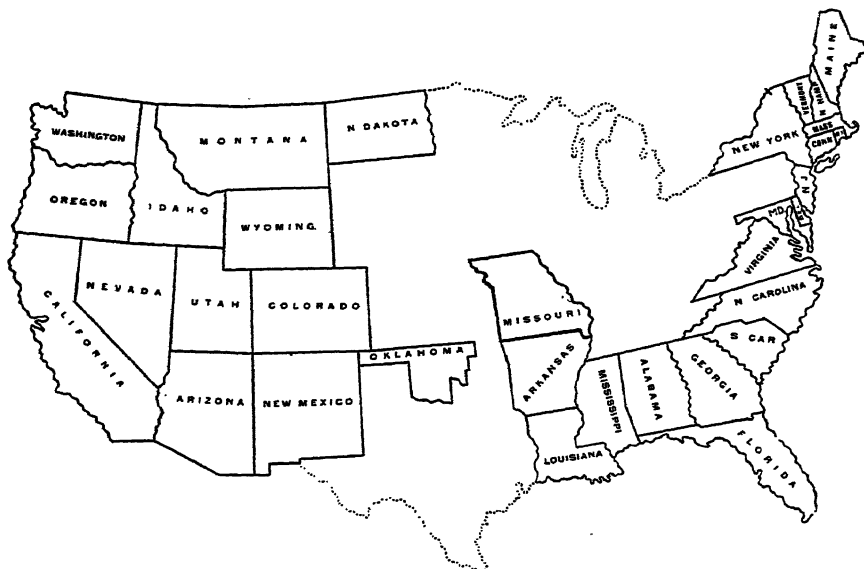 MAINE
VERMONT
N HAMP
MASS
CONN
R.I.
NEW YORK
N J
MD.
DEL
VIRGINIA
N CAROLINA
S CAR
GEORGIA
FLORIDA
ALABAMA
MISSISSIPPI
LOUISIANA
ARKANSAS
MISSOURI
OKLAHOMA
N DAKOTA
MONTANA
WASHINGTON
OREGON
IDAHO
WYOMING.
NEVADA
UTAH
COLORADO
CALIFORNIA
ARIZONA
NEW MEXICO